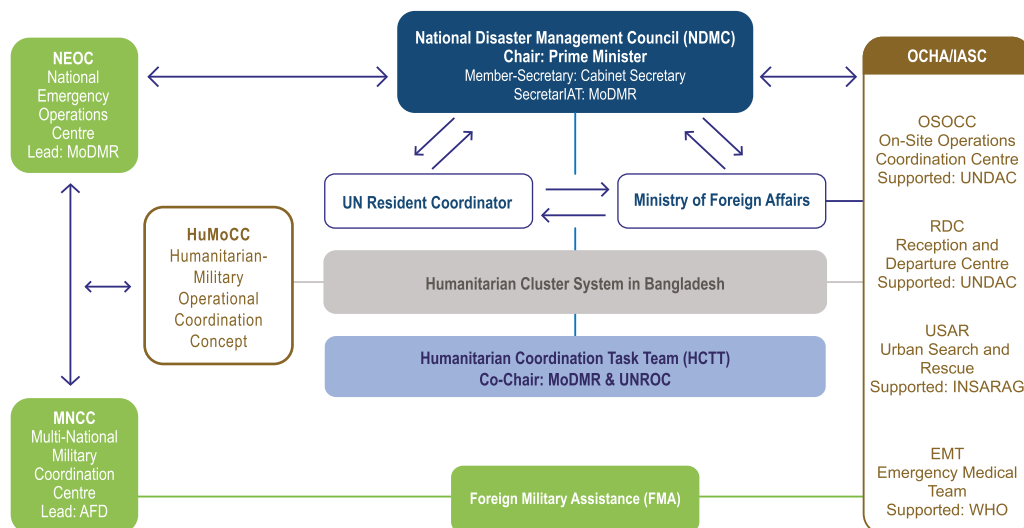 National Disaster Management Council (NDMC)
Chair: Prime Minister
Member-Secretary: Cabinet Secretary
SecretarIAT: MoDMR
NEOC
National
Emergency
Operations
Centre
Lead: MoDMR
OCHA/IASC
OSOCC
On-Site Operations
Coordination Centre
Supported: UNDAC
RDC
Reception and
Departure Centre
Supported: UNDAC
USAR
Urban Search and
Rescue
Supported: INSARAG
EMT
Emergency Medical
Team
Supported: WHO
UN Resident Coordinator
Ministry of Foreign Affairs
HuMoCC
Humanitarian-
Military
Operational
Coordination
Concept
Humanitarian Cluster System in Bangladesh
Humanitarian Coordination Task Team (HCTT)
Co-Chair: MoDMR & UNROC
MNCC
Multi-National
Military
Coordination
Centre
Lead: AFD
Foreign Military Assistance (FMA)